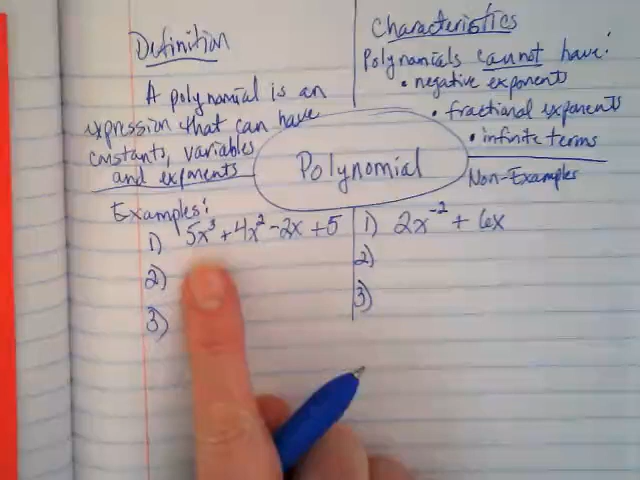 Definition
A polynomial is an
expression that can have
constants, variables
and exponents
Characteristics
Polynomials cannot have:
• negative exponents
• fractional exponents
• infinite terms
Polynomial
Examples:
1) 5x³ + 4x² - 2x + 5
2)
3)
Non-Examples
1) 2x⁻² + 6x
2)
3)